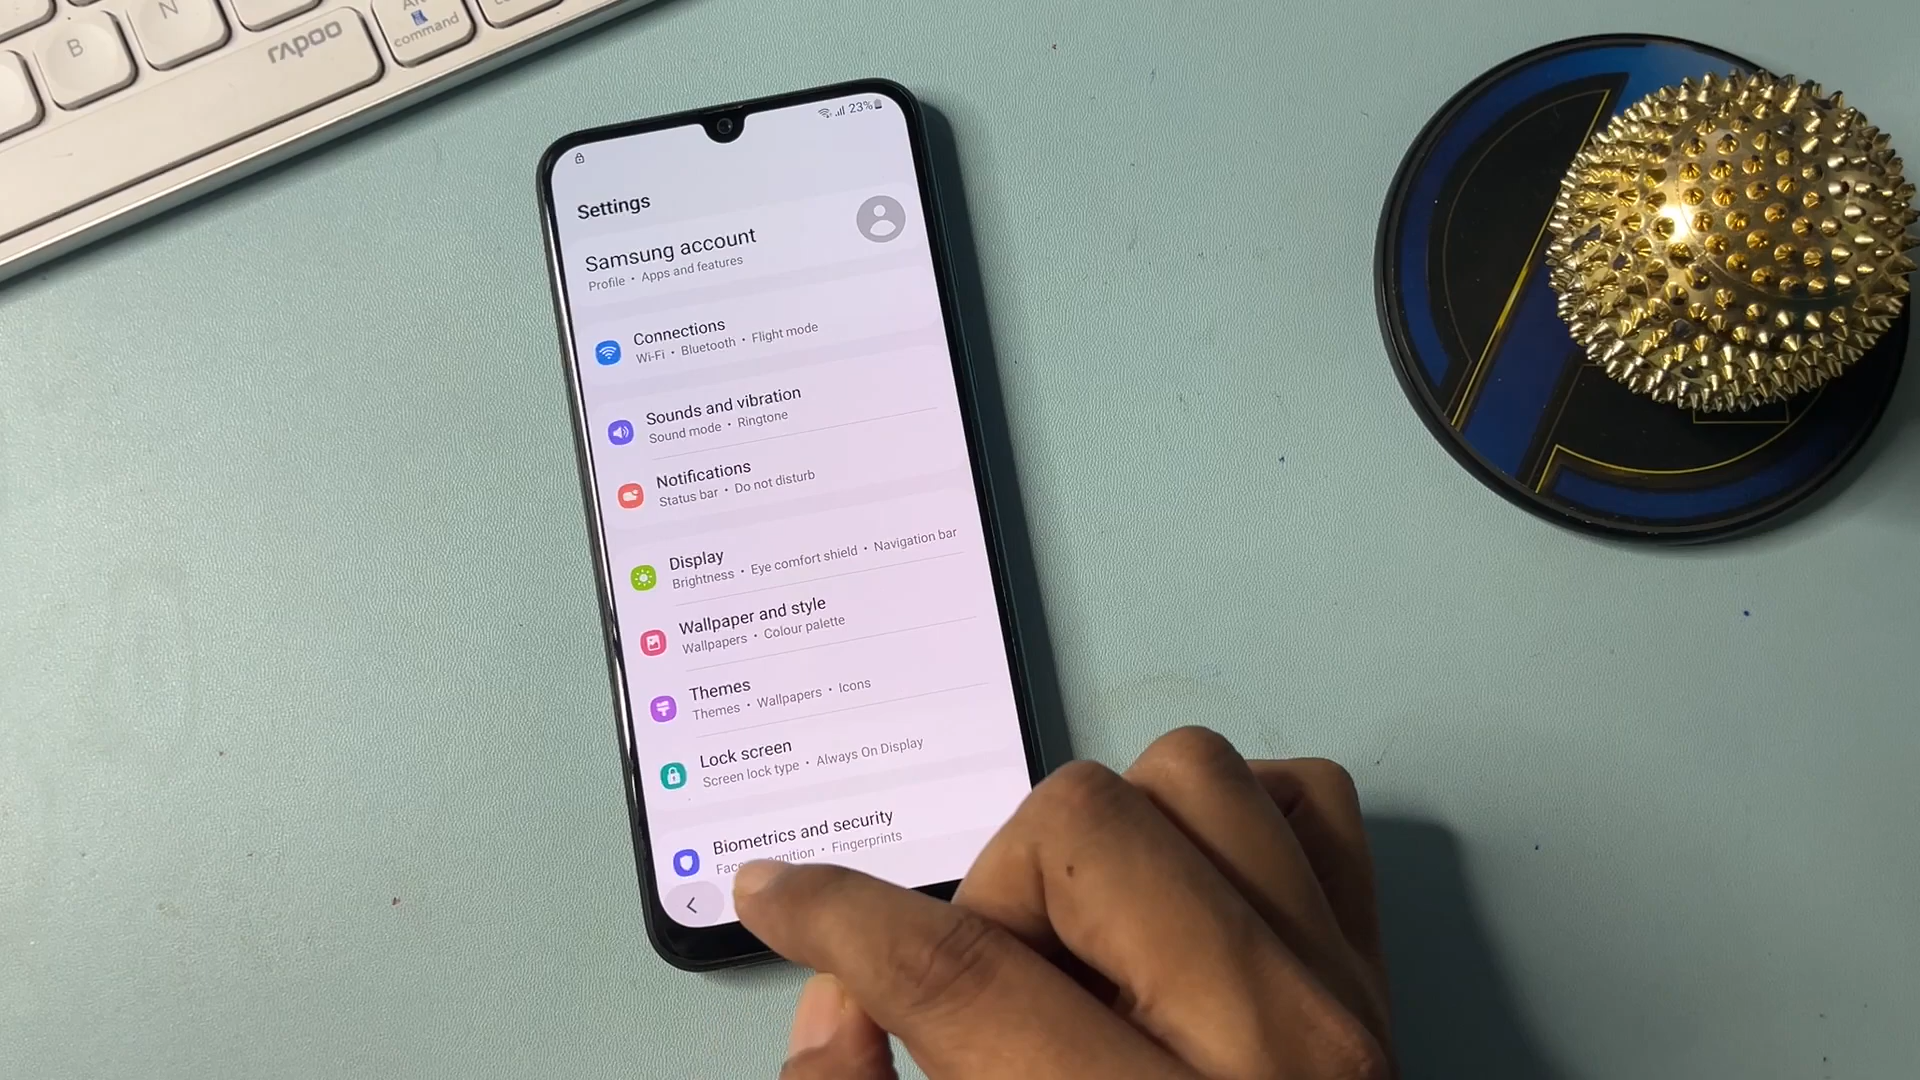 B
N
rapoo
command
23%
Settings
Samsung account
Profile • Apps and features
Connections
Wi-Fi • Bluetooth • Flight mode
Sounds and vibration
Sound mode • Ringtone
Notifications
Status bar • Do not disturb
Display
Brightness • Eye comfort shield • Navigation bar
Wallpaper and style
Wallpapers • Colour palette
Themes
Themes • Wallpapers • Icons
Lock screen
Screen lock type • Always On Display
Biometrics and security
Fingerprints